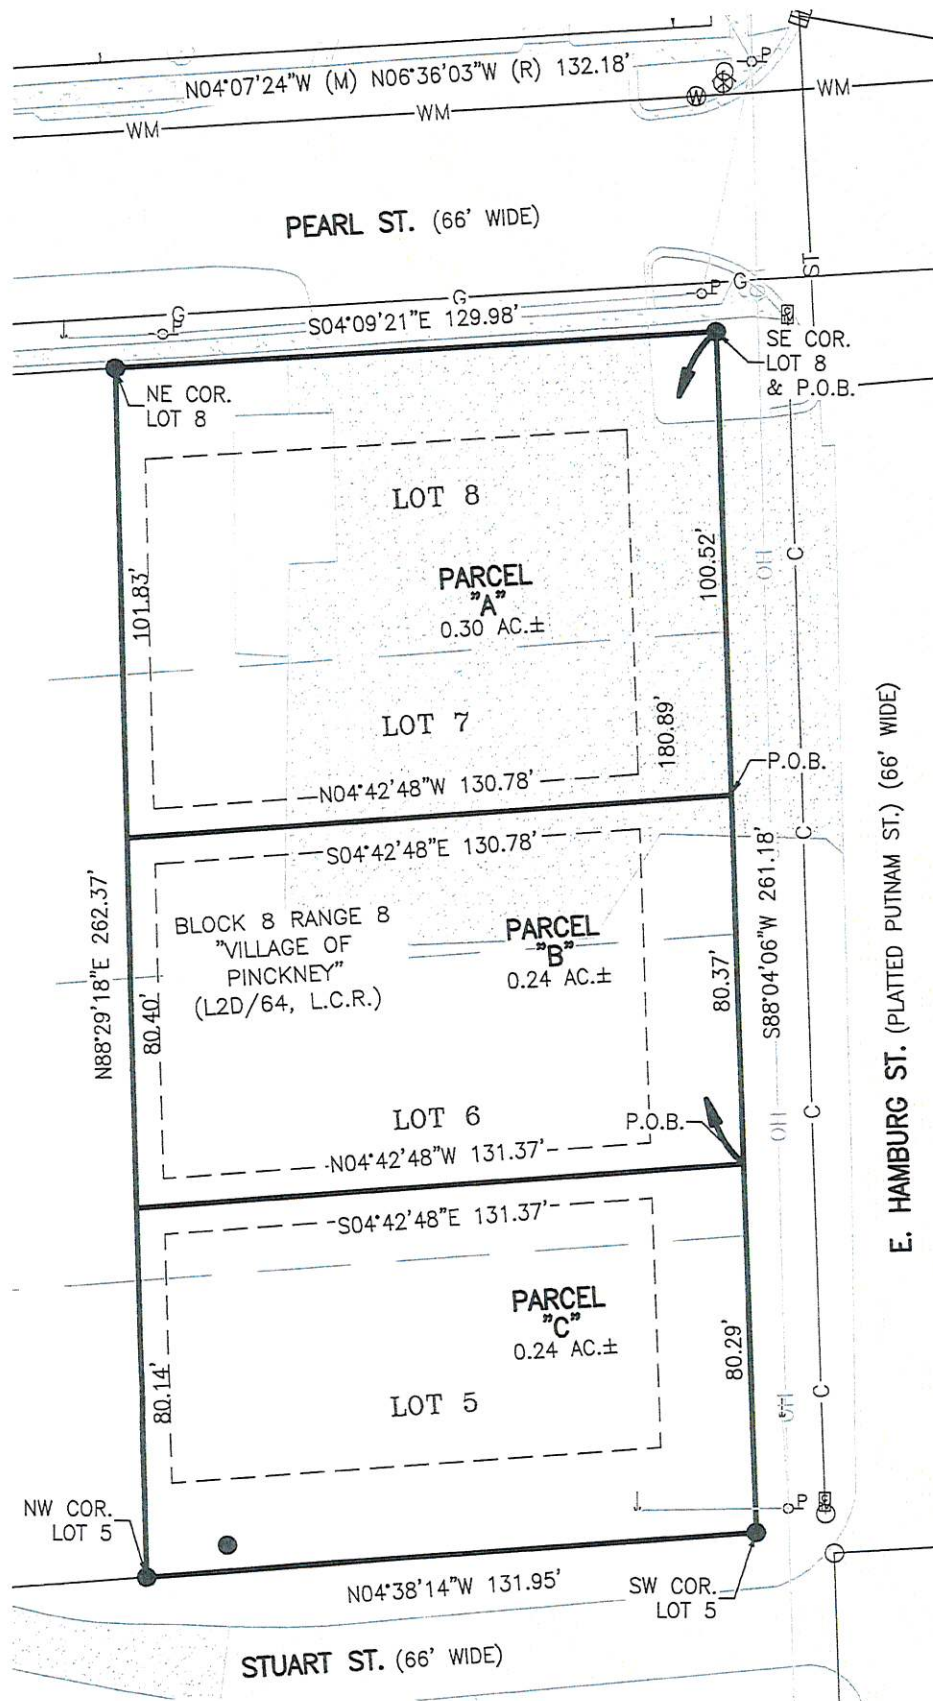 N04°07'24"W (M) N06°36'03"W (R) 132.18'
P
W
WM
WM
WM
PEARL ST. (66' WIDE)
ST
G
P
G
G
P
S04°09'21"E 129.98'
SE COR.
LOT 8
& P.O.B.
NE COR.
LOT 8
LOT 8
PARCEL
"A"
0.30 AC.±
101.83'
100.52'
OH
C
LOT 7
180.89'
N04°42'48"W 130.78'
P.O.B.
S04°42'48"E 130.78'
C
BLOCK 8 RANGE 8
"VILLAGE OF
PINCKNEY"
(L2D/64, L.C.R.)
PARCEL
"B"
0.24 AC.±
N88°29'18"E 262.37'
80.40'
80.37'
S88°04'06"W 261.18'
E. HAMBURG ST. (PLATTED PUTNAM ST.) (66' WIDE)
LOT 6
P.O.B.
OH
C
N04°42'48"W 131.37'
S04°42'48"E 131.37'
PARCEL
"C"
0.24 AC.±
80.14'
80.29'
LOT 5
OH
C
P
NW COR.
LOT 5
N04°38'14"W 131.95'
SW COR.
LOT 5
STUART ST. (66' WIDE)